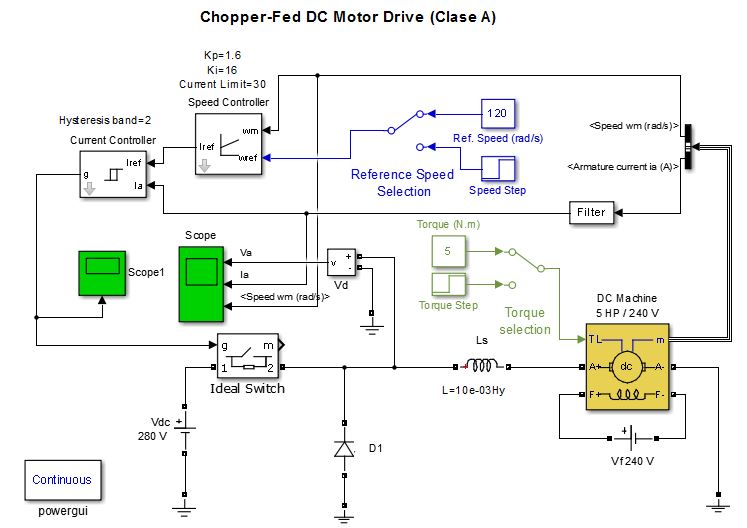 Chopper-Fed DC Motor Drive (Clase A)
Kp=1.6
Ki=16
Current Limit=30
Speed Controller
Iref
wm
wref
Hysteresis band=2
Current Controller
g
Iref
Ia
120
Ref. Speed (rad/s)
Reference Speed
Selection
Speed Step
<Speed wm (rad/s)>
<Armature current ia (A)>
Filter
Scope1
Scope
Va
Ia
<Speed wm (rad/s)>
v
+
-
Vd
Torque (N.m)
5
Torque Step
Torque
selection
DC Machine
5 HP / 240 V
TL
m
A+
dc
A-
F+
F-
g
m
1
2
Ideal Switch
Ls
L=10e-03Hy
Vdc
+
280 V
D1
+
Vf240 V
Continuous
powergui